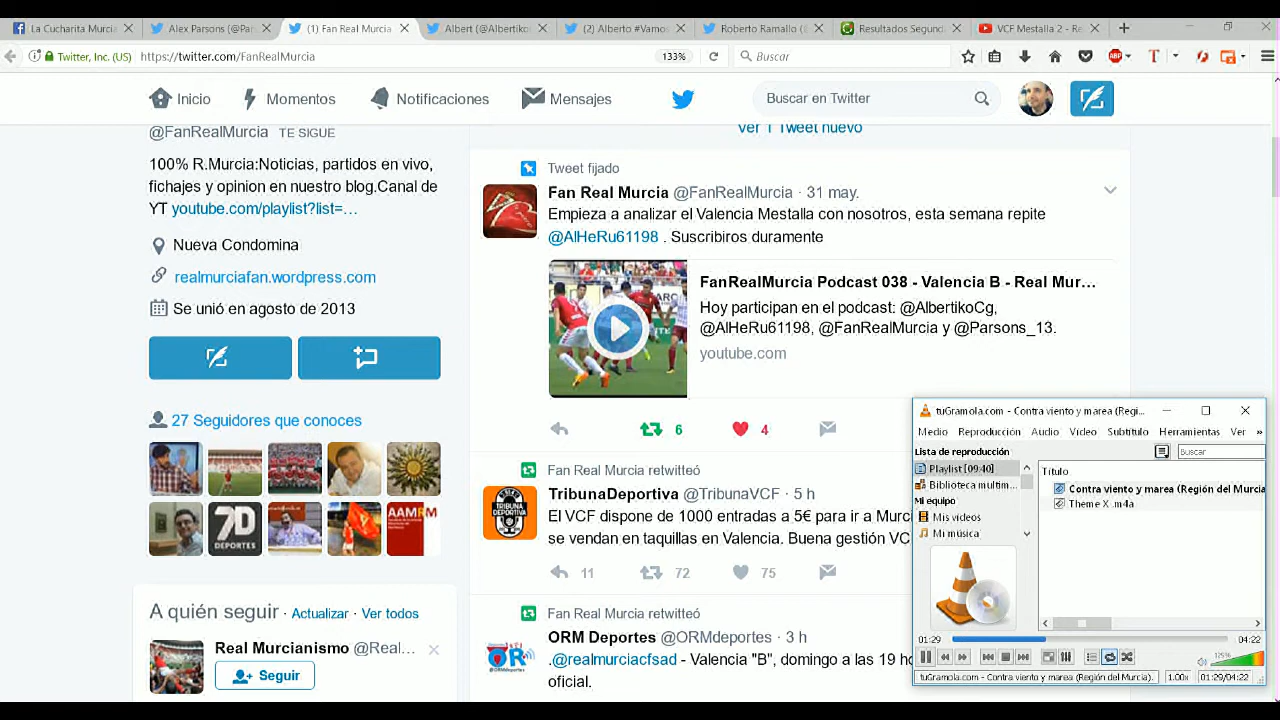 La Cucharita Murci
Alex Parsons (@Pa
(1) Fan Real Murcia
Albert (@Albertiko
(2) Alberto #Vamo
Roberto Ramallo (
Resultados Segund
VCF Mestalla 2 - Re
Twitter, Inc. (US)
https://twitter.com/FanRealMurcia
133%
Buscar
Inicio
Momentos
Notificaciones
Mensajes
Buscar en Twitter
@FanRealMurcia TE SIGUE
100% R.Murcia:Noticias, partidos en vivo,
fichajes y opinion en nuestro blog.Canal de
YT youtube.com/playlist?list=…
Nueva Condomina
realmurciafan.wordpress.com
Se unió en agosto de 2013
27 Seguidores que conoces
7D
DEPORTES
AAMRM
A quién seguir · Actualizar · Ver todos
Real Murcianismo @Real...
Seguir
Ver 1 Tweet nuevo
Tweet fijado
Fan Real Murcia @FanRealMurcia · 31 may.
Empieza a analizar el Valencia Mestalla con nosotros, esta semana repite
@AlHeRu61198 . Suscribiros duramente
FanRealMurcia Podcast 038 - Valencia B - Real Mur...
Hoy participan en el podcast: @AlbertikoCg,
@AlHeRu61198, @FanRealMurcia y @Parsons_13.
youtube.com
6
4
Fan Real Murcia retwitteó
TribunaDeportiva @TribunaVCF · 5 h
El VCF dispone de 1000 entradas a 5€ para ir a Murci
se vendan en taquillas en Valencia. Buena gestión VC
11
72
75
Fan Real Murcia retwitteó
ORM Deportes @ORMdeportes · 3 h
.@realmurciacfsad - Valencia "B", domingo a las 19 ho
oficial.
tuGramola.com - Contra viento y marea (Regi...
Medio Reproducción Audio Vídeo Subtítulo Herramientas Ver »
Lista de reproducción
Buscar
Playlist [09:40]
Biblioteca multim...
Mi equipo
Mis vídeos
Mi música
Título
Contra viento y marea (Región del Murcia
Theme X .m4a
01:29
04:22
125%
tuGramola.com - Contra viento y marea (Región del Murcia).
1.00x
01:29/04:22